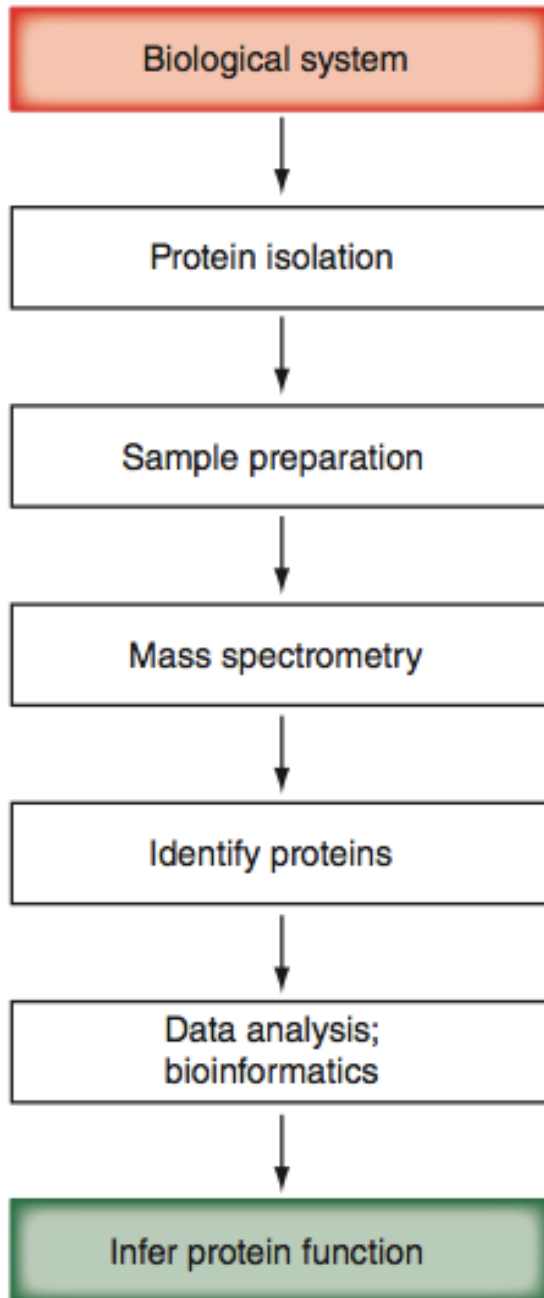 Biological system
Protein isolation
Sample preparation
Mass spectrometry
Identify proteins
Data analysis;
bioinformatics
Infer protein function